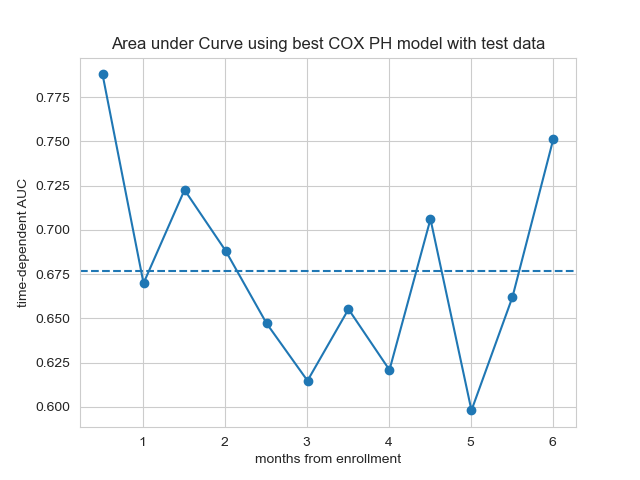 Area under Curve using best COX PH model with test data
time-dependent AUC
0.775
0.750
0.725
0.700
0.675
0.650
0.625
0.600
1 2 3 4 5 6
months from enrollment